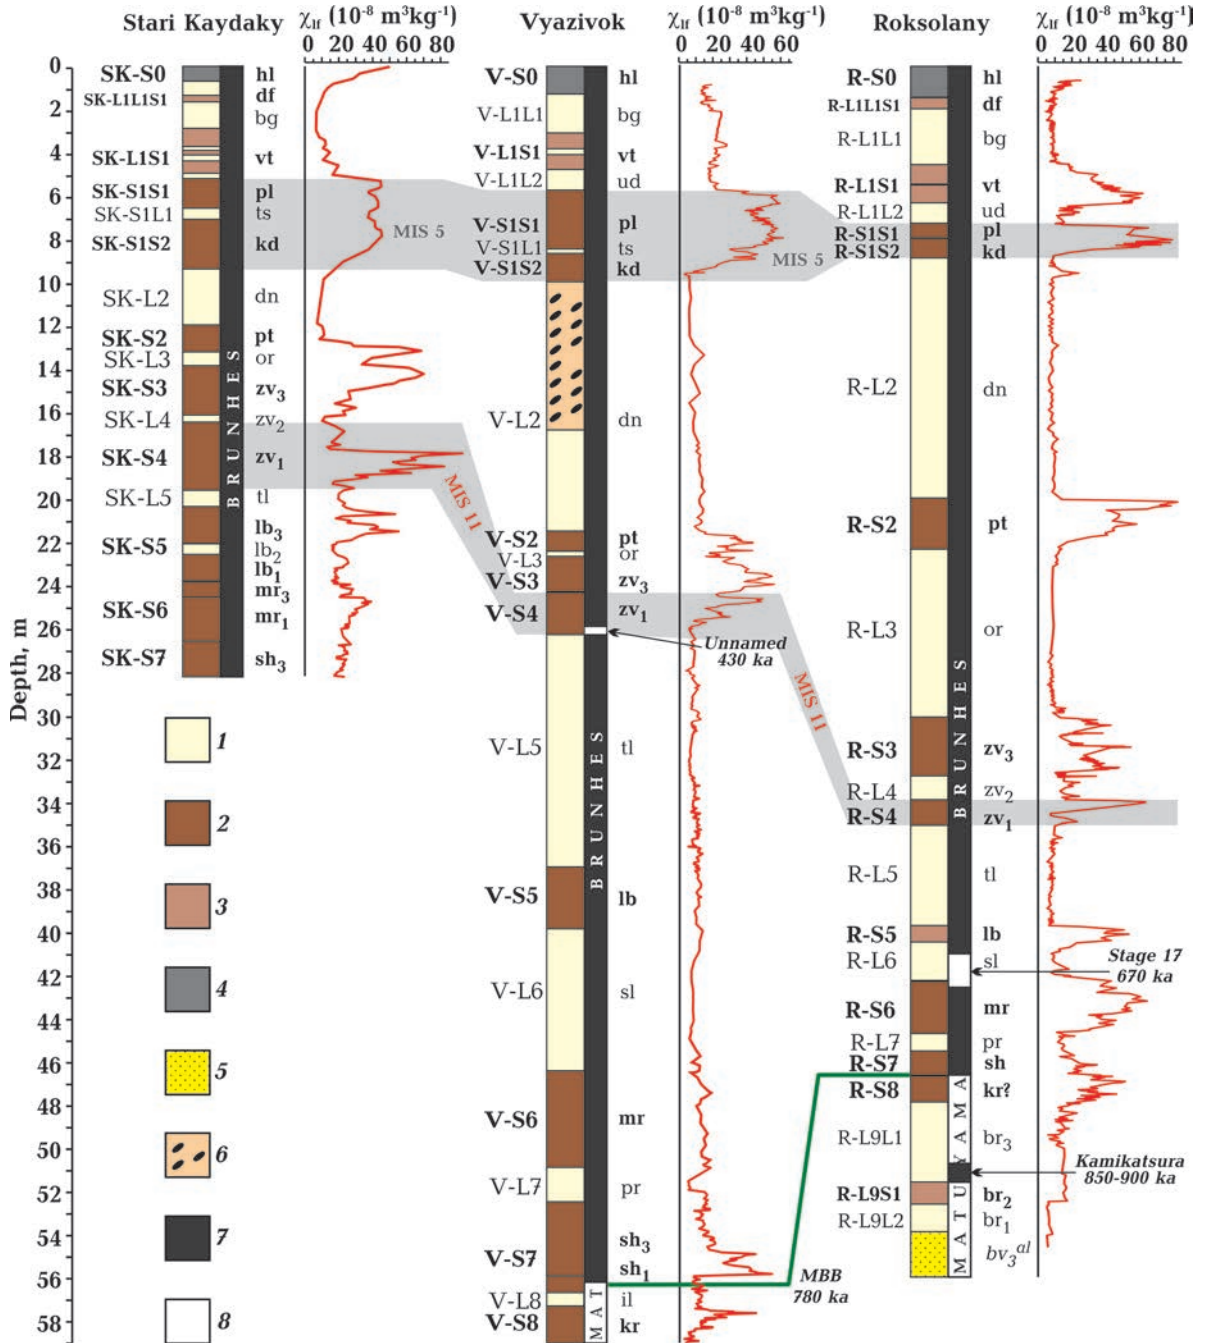 Stari Kaydaky
χlf (10-8 m3kg-1)
0 20 40 60 80
Vyazivok
χlf (10-8 m3kg-1)
0 20 40 60
Roksolany
χlf (10-8 m3kg-1)
0 20 40 60 80
Depth, m
0
2
4
6
8
10
12
14
16
18
20
22
24
26
28
30
32
34
36
38
40
42
44
46
48
50
52
54
56
58
SK-S0 hl
SK-L1L1S1 df
bg
SK-L1S1 vt
SK-S1S1 pl
SK-S1L1 ts
SK-S1S2 kd
SK-L2 dn
SK-S2 pt
SK-L3 or
SK-S3 zv3
SK-L4 zv2
SK-S4 zv1
SK-L5 tl
lb3
SK-S5 lb2
lb1
mr3
SK-S6 mr1
SK-S7 sh3
BRUNHES
MIS 5
MIS 11
1
2
3
4
5
6
7
8
V-S0 hl
V-L1L1 bg
V-L1S1 vt
V-L1L2 ud
V-S1S1 pl
V-S1L1 ts
V-S1S2 kd
V-L2 dn
V-S2 pt
V-L3 or
V-S3 zv3
V-S4 zv1
V-L5 tl
V-S5 lb
V-L6 sl
V-S6 mr
V-L7 pr
sh3
V-S7 sh1
V-L8 il
V-S8 kr
BRUNHES
MAT
MIS 5
MIS 11
Unnamed
430 ka
MBB
780 ka
R-S0 hl
R-L1L1S1 df
R-L1L1 bg
R-L1S1 vt
R-L1L2 ud
R-S1S1 pl
R-S1S2 kd
R-L2 dn
R-S2 pt
R-L3 or
R-S3 zv3
R-L4 zv2
R-S4 zv1
R-L5 tl
R-S5 lb
R-L6 sl
R-S6 mr
R-L7 pr
R-S7 sh
R-S8 kr?
R-L9L1 br3
R-L9S1 br2
R-L9L2 br1
bv3al
BRUNHES
MATUYAMA
Stage 17
670 ka
Kamikatsura
850-900 ka